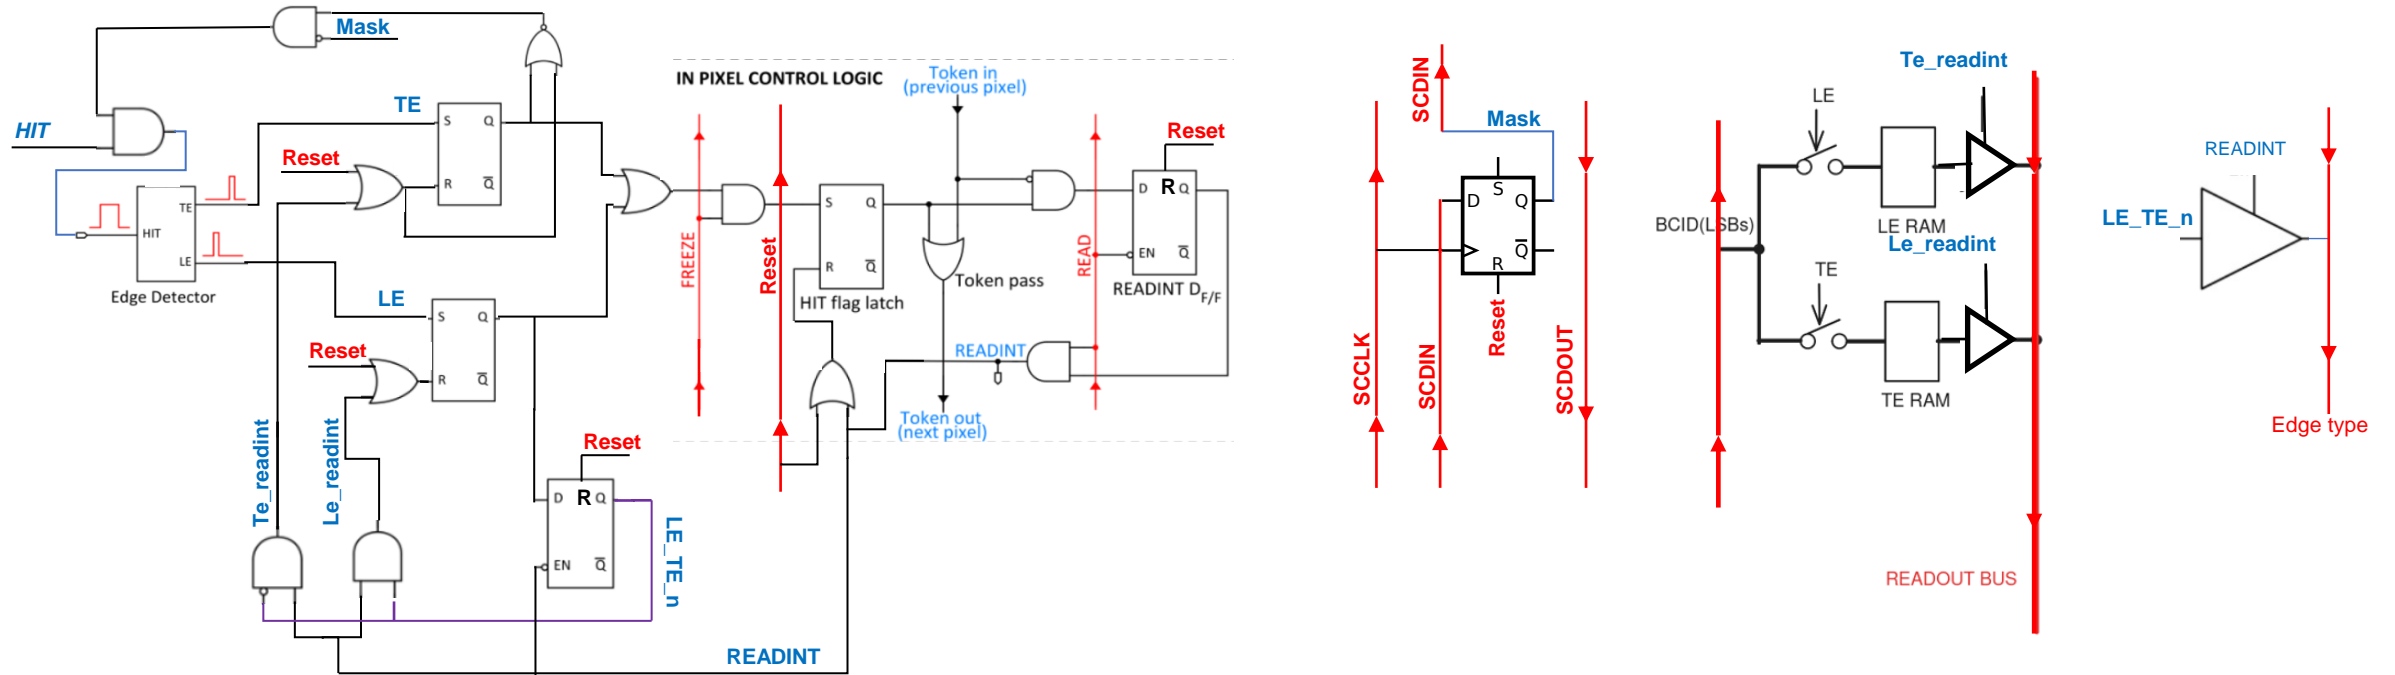 Mask
HIT
TE
S
Q
R
Q
Reset
TE
HIT
LE
Edge Detector
LE
S
Q
R
Q
Reset
Te_readint
Le_readint
Reset
D
R
Q
EN
Q
LE_TE_n
READINT
IN PIXEL CONTROL LOGIC
Token in
(previous pixel)
FREEZE
Reset
S
Q
R
Q
HIT flag latch
Token pass
READ
Reset
D
R
Q
EN
Q
READINT D F/F
READINT
Token out
(next pixel)
SCDIN
Mask
S
D
Q
Q
R
Reset
SCCLK
SCDIN
SCDOUT
Te_readint
LE
BCID(LSBs)
LE RAM
Le_readint
TE
TE RAM
READOUT BUS
READINT
LE_TE_n
Edge type